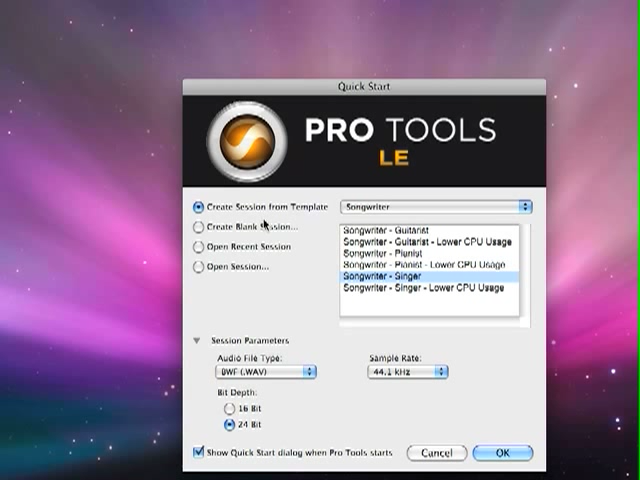 Quick Start
PRO TOOLS
LE
Create Session from Template
Songwriter
Create Blank Session...
Open Recent Session
Open Session...
Songwriter - Guitarist
Songwriter - Guitarist - Lower CPU Usage
Songwriter - Pianist
Songwriter - Pianist - Lower CPU Usage
Songwriter - Singer
Songwriter - Singer - Lower CPU Usage
Session Parameters
Audio File Type:
Sample Rate:
BWF (.WAV)
44.1 kHz
Bit Depth:
16 Bit
24 Bit
Show Quick Start dialog when Pro Tools starts
Cancel
OK